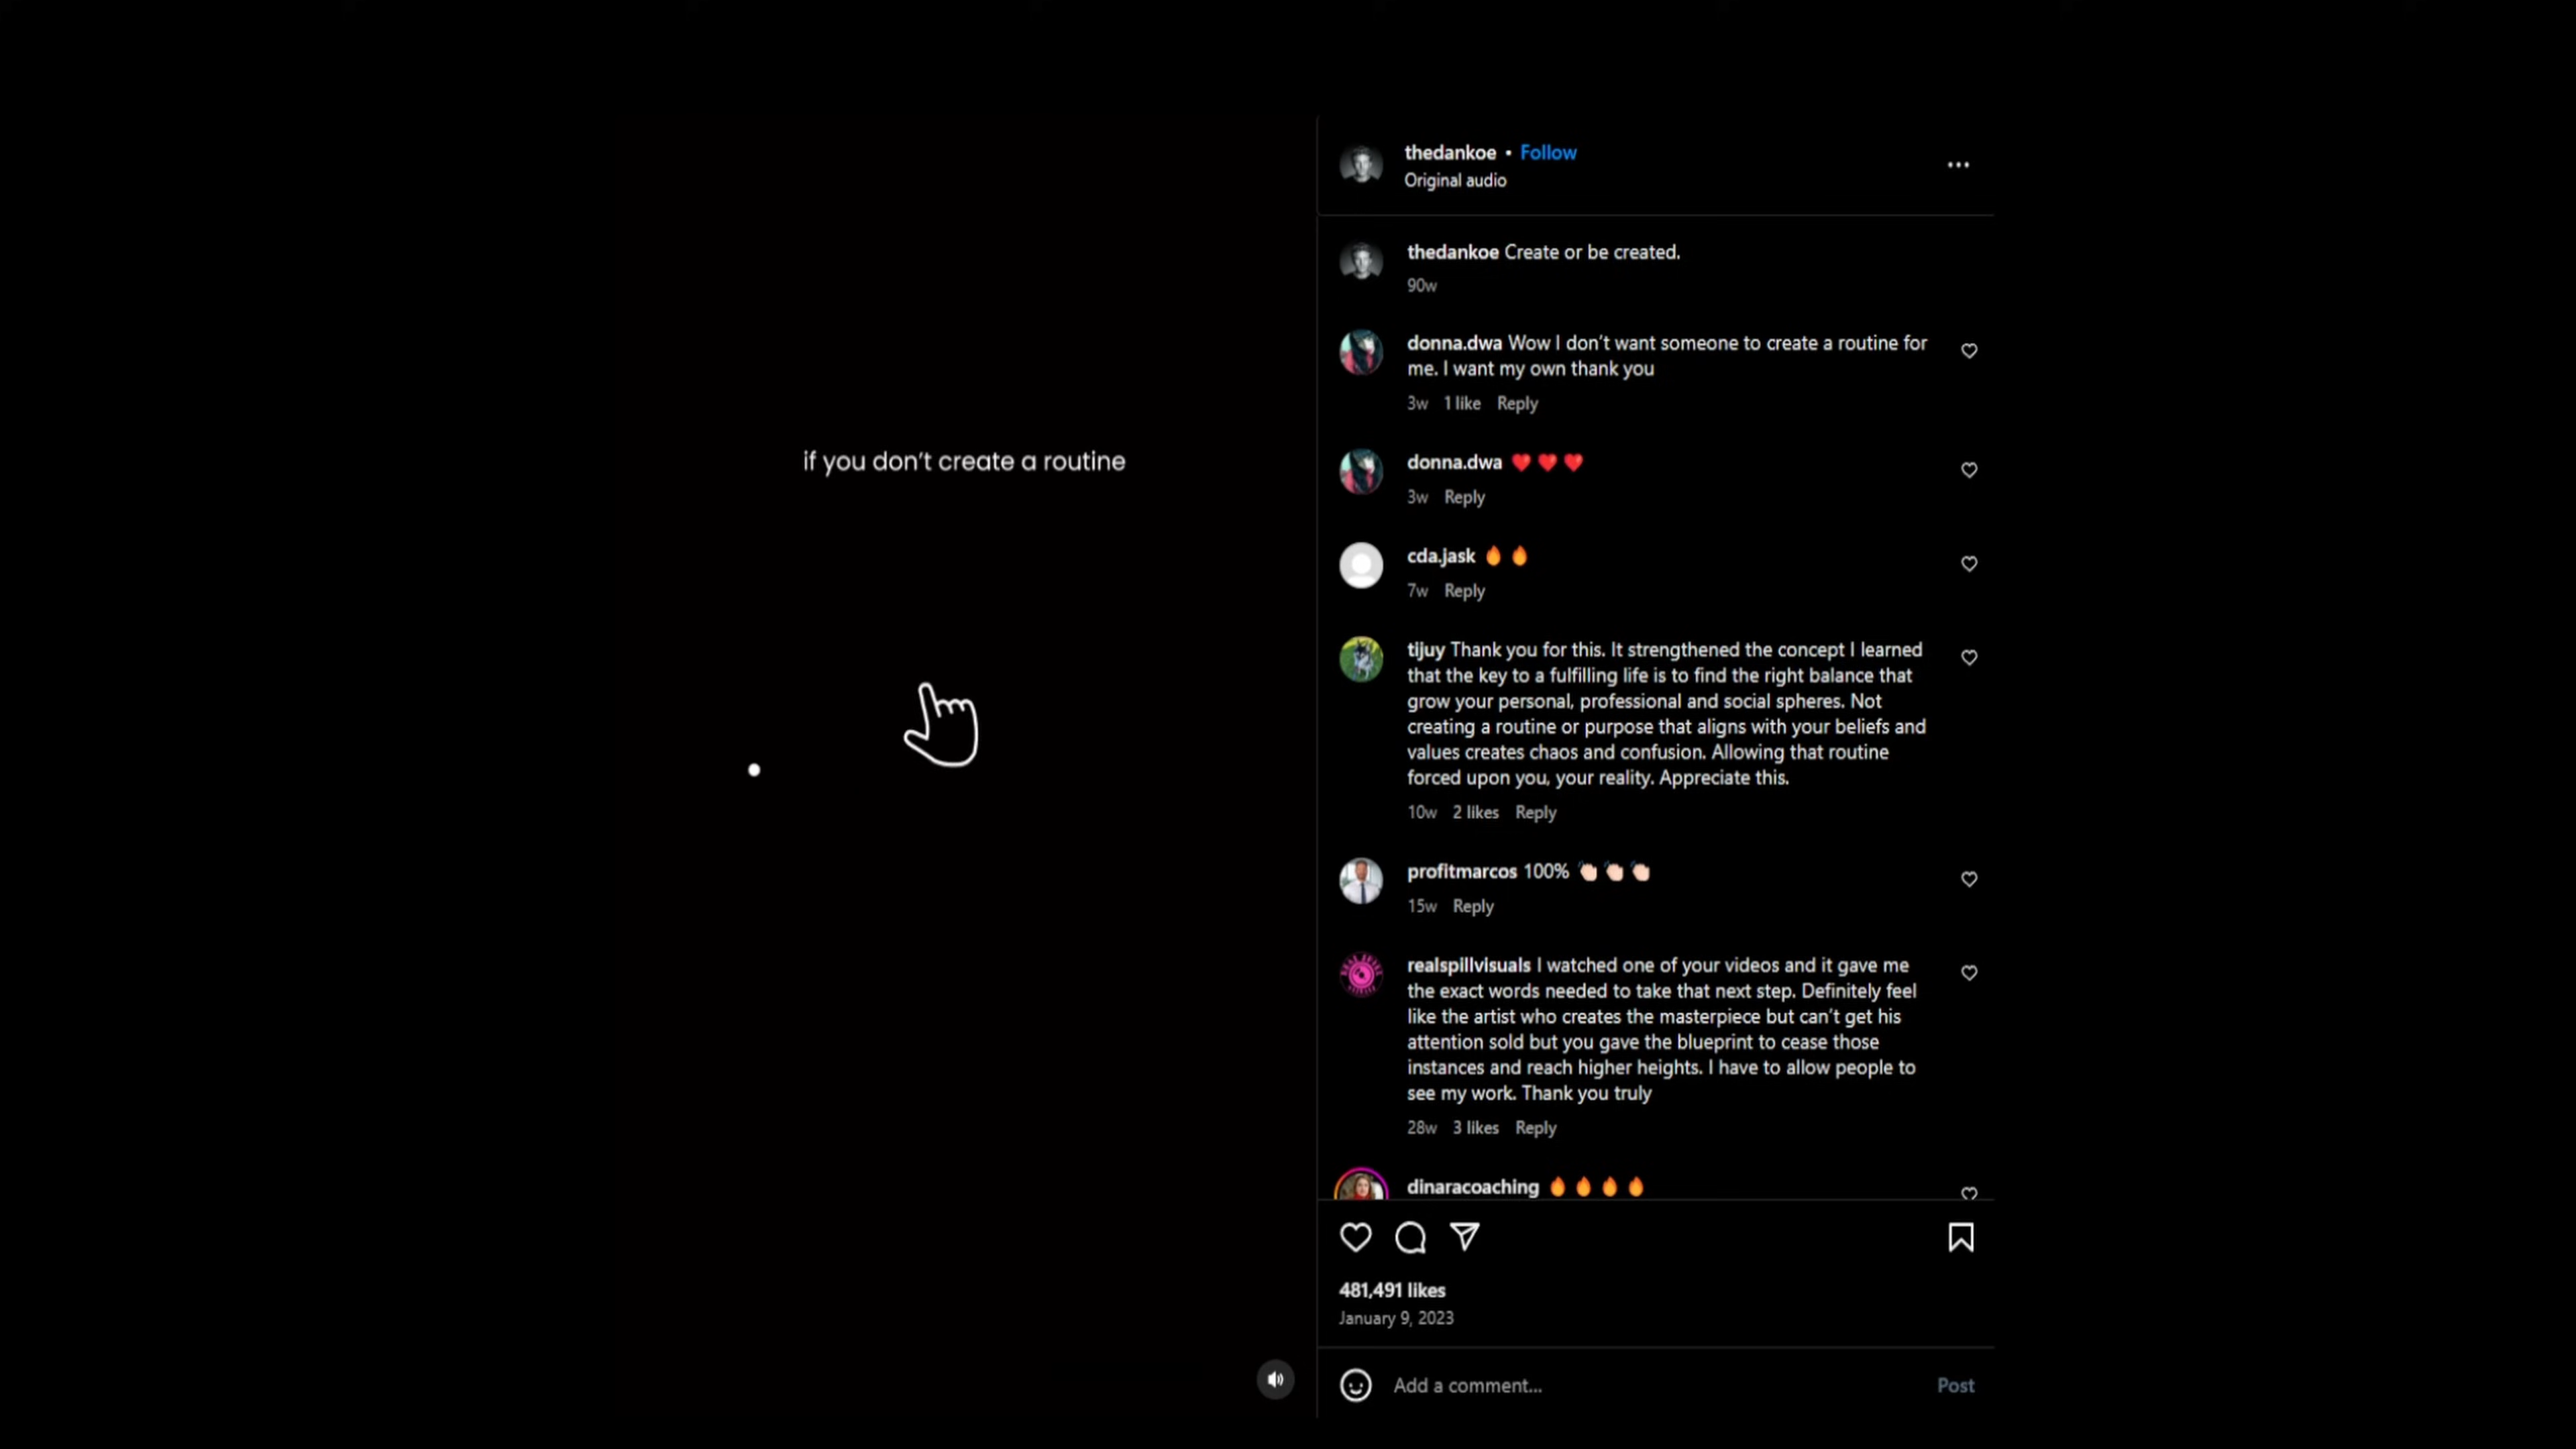 if you don't create a routine
thedankoe • Follow
Original audio
thedankoe Create or be created.
90w
donna.dwa Wow I don't want someone to create a routine for
me. I want my own thank you
3w 1 like Reply
donna.dwa ❤️ ❤️ ❤️
3w Reply
cda.jask 🔥 🔥
7w Reply
tijuy Thank you for this. It strengthened the concept I learned
that the key to a fulfilling life is to find the right balance that
grow your personal, professional and social spheres. Not
creating a routine or purpose that aligns with your beliefs and
values creates chaos and confusion. Allowing that routine
forced upon you, your reality. Appreciate this.
10w 2 likes Reply
profitmarcos 100% 👏🏻 👏🏻 👏🏻
15w Reply
realspillvisuals I watched one of your videos and it gave me
the exact words needed to take that next step. Definitely feel
like the artist who creates the masterpiece but can't get his
attention sold but you gave the blueprint to cease those
instances and reach higher heights. I have to allow people to
see my work. Thank you truly
28w 3 likes Reply
dinaracoaching 🔥 🔥 🔥 🔥
481,491 likes
January 9, 2023
Add a comment...
Post